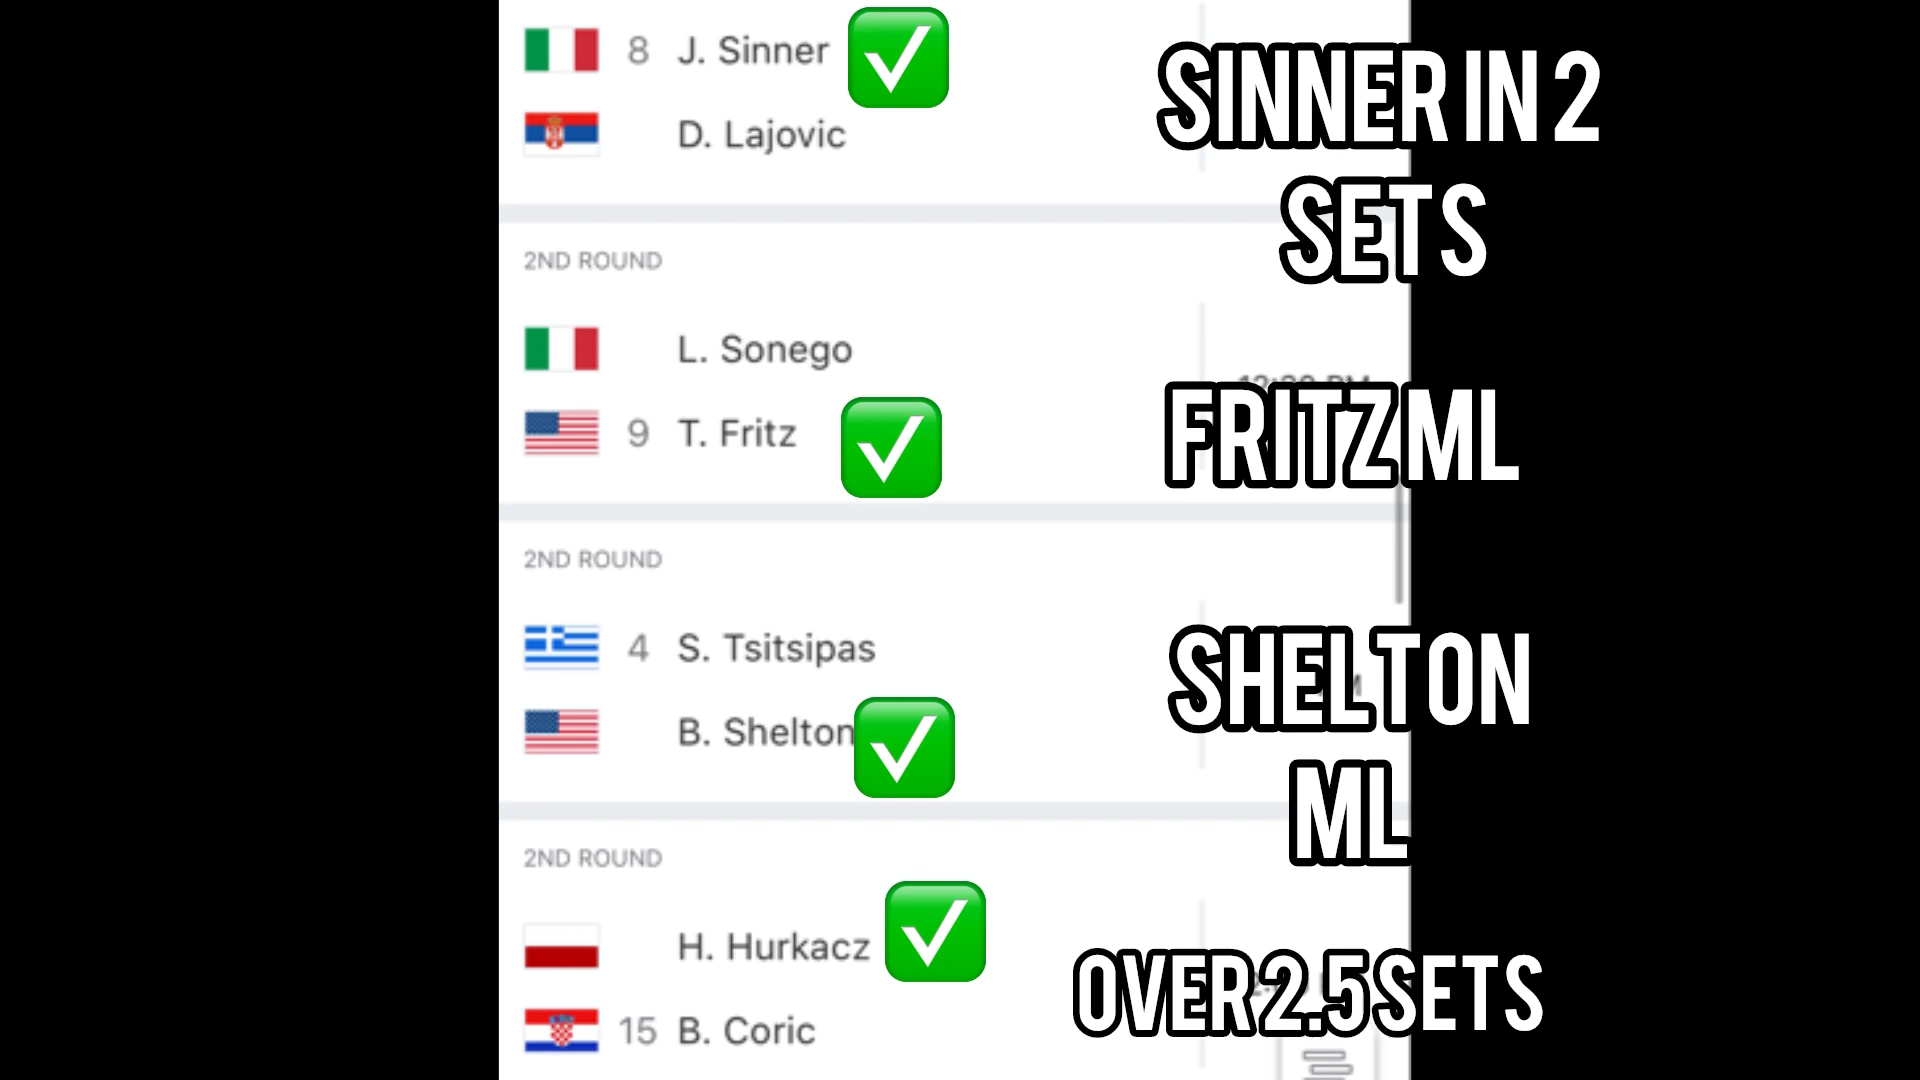 8 J. Sinner
D. Lajovic
SINNER IN 2
SETS
2ND ROUND
L. Sonego
9 T. Fritz
FRITZ ML
2ND ROUND
4 S. Tsitsipas
B. Shelton
SHELTON
ML
2ND ROUND
H. Hurkacz
15 B. Coric
OVER 2.5 SETS